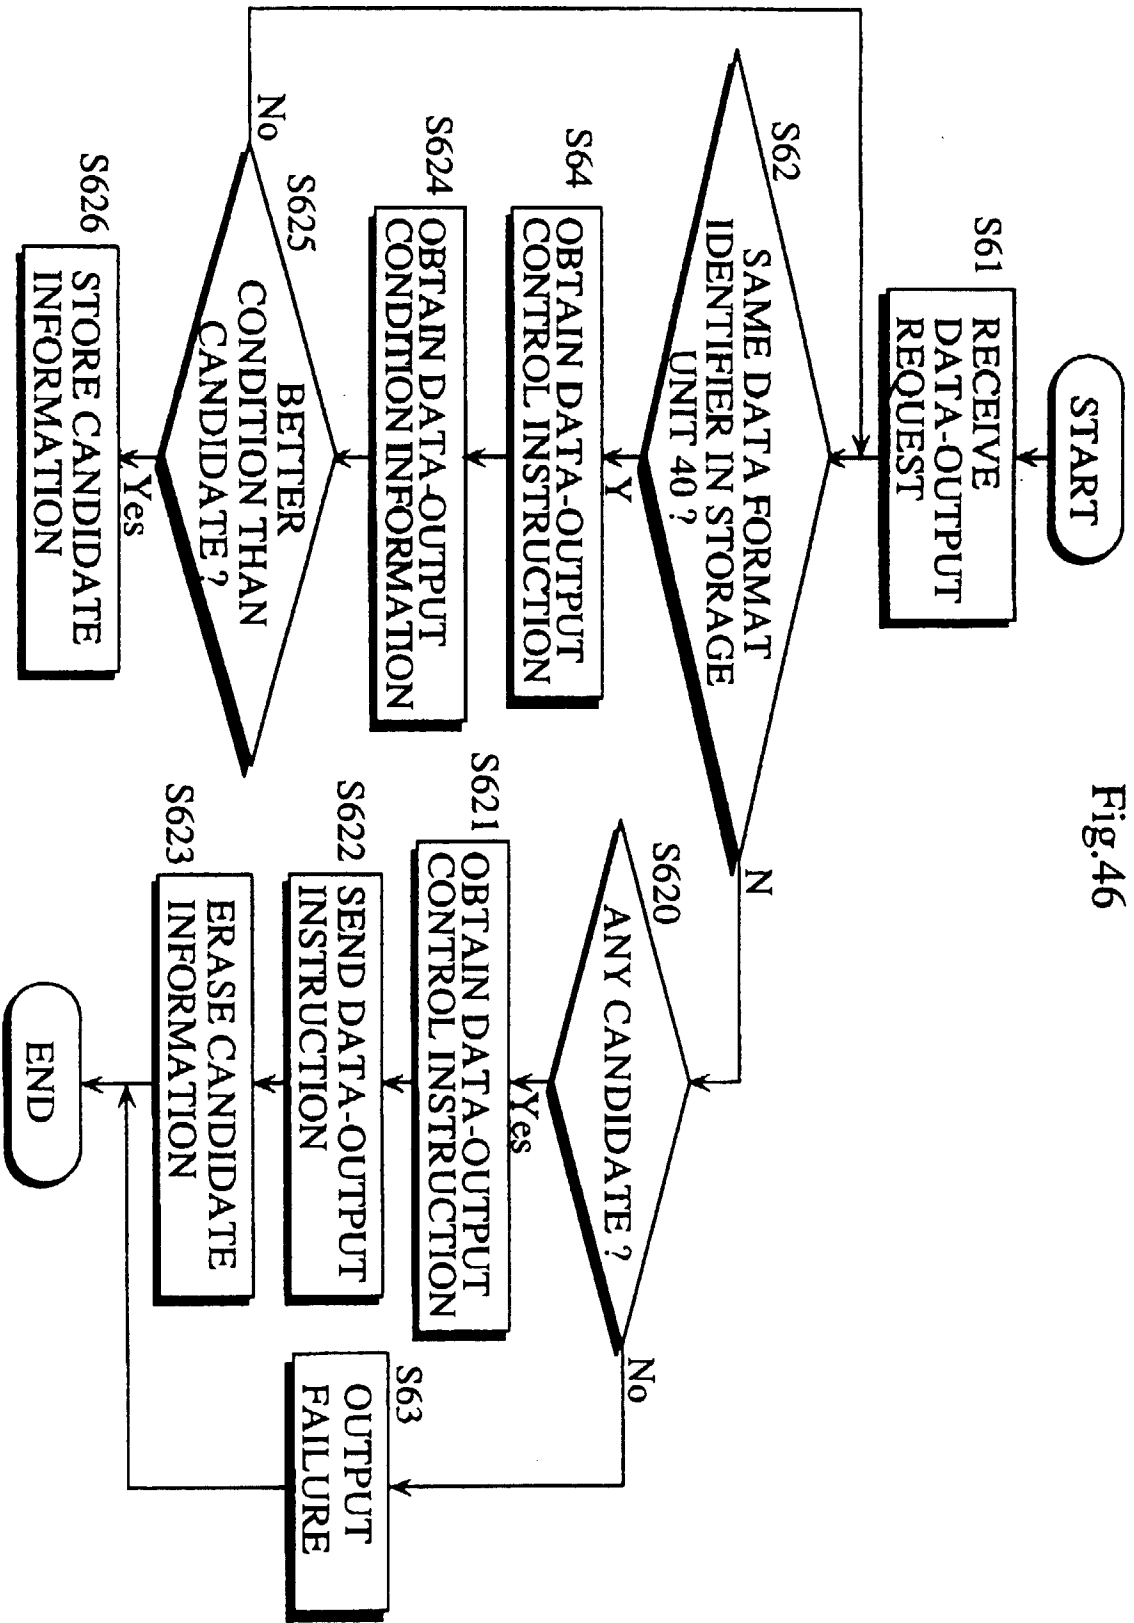 Fig.46
START
S61
RECEIVE
DATA-OUTPUT
REQUEST
S62
SAME DATA FORMAT
IDENTIFIER IN STORAGE
UNIT 40 ?
N
Y
S64
OBTAIN DATA-OUTPUT
CONTROL INSTRUCTION
S624
OBTAIN DATA-OUTPUT
CONDITION INFORMATION
S625
BETTER
CONDITION THAN
CANDIDATE ?
No
Yes
S626
STORE CANDIDATE
INFORMATION
S620
ANY CANDIDATE ?
No
Yes
S621
OBTAIN DATA-OUTPUT
CONTROL INSTRUCTION
S622
SEND DATA-OUTPUT
INSTRUCTION
S623
ERASE CANDIDATE
INFORMATION
S63
OUTPUT
FAILURE
END